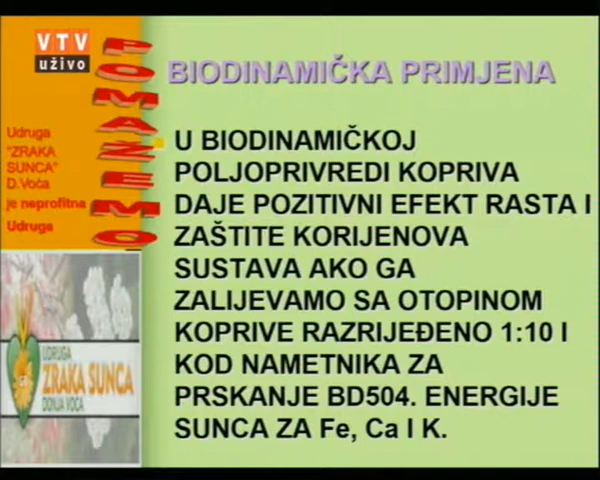 VTV
uživo
POMAŽEMO
Udruga
"ZRAKA
SUNCA"
D.Voća
je neprofitna
Udruga
BIODINAMIČKA PRIMJENA
U BIODINAMIČKOJ
POLJOPRIVREDI KOPRIVA
DAJE POZITIVNI EFEKT RASTA I
ZAŠTITE KORIJENOVA
SUSTAVA AKO GA
ZALIJEVAMO SA OTOPINOM
KOPRIVE RAZRIJEĐENO 1:10 I
KOD NAMETNIKA ZA
PRSKANJE BD504. ENERGIJE
SUNCA ZA Fe, Ca I K.
UDRUGA
ZRAKA SUNCA
DONJA VOĆA